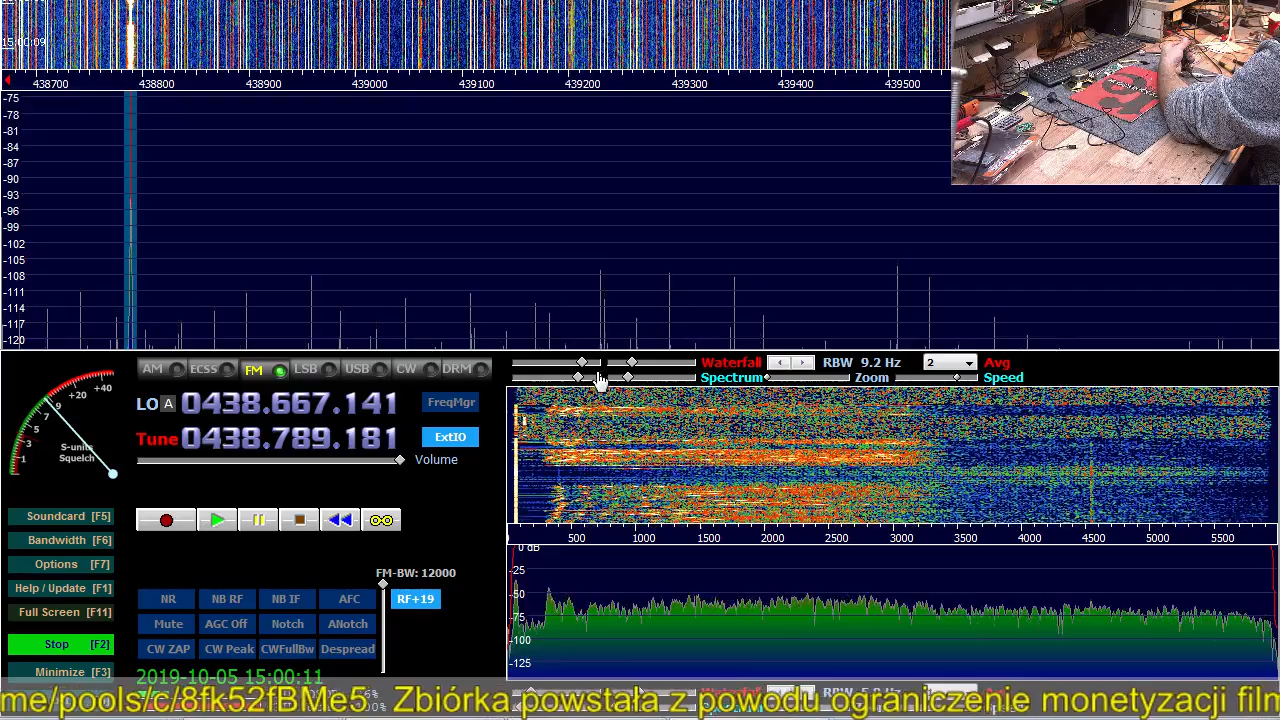 15:00:09
438700 438800 438900 439000 439100 439200 439300 439400 439500
-75
-78
-81
-84
-87
-90
-93
-96
-99
-102
-105
-108
-111
-114
-117
-120
AM ECSS FM LSB USB CW DRM
Waterfall RBW 9.2 Hz 2 Avg
Spectrum Zoom Speed
+40
+20
9
7
5
3
1
S-units
Squelch
LO A 0438.667.141 FreqMgr
Tune 0438.789.181 ExtIO
Volume
500 1000 1500 2000 2500 3000 3500 4000 4500 5000 5500
0 dB
-25
-50
-75
-100
-125
Soundcard [F5]
Bandwidth [F6]
Options [F7]
Help / Update [F1]
Full Screen [F11]
Stop [F2]
Minimize [F3]
FM-BW: 12000
NR NB RF NB IF AFC RF+19
Mute AGC Off Notch ANotch
CW ZAP CW Peak CWFullBw Despread
2019-10-05 15:00:11
me/pools/c/8flk52fBMe5. Zbiórka powstała z powodu ograniczenie monetyzacji film